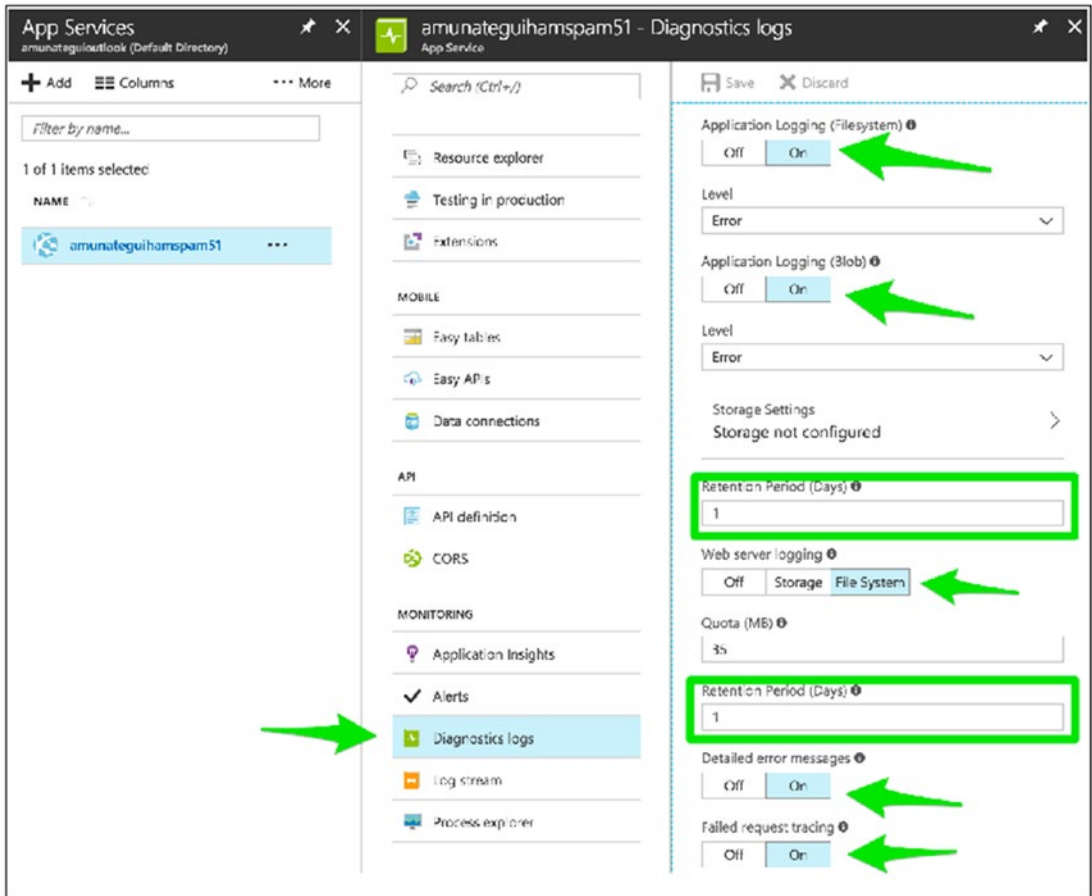 App Services
amunateguioutlook (Default Directory)
Add
Columns
More
Filter by name...
1 of 1 items selected
NAME
amunateguihamspam51
amunateguihamspam51 - Diagnostics logs
App Service
Search (Ctrl+/)
Resource explorer
Testing in production
Extensions
MOBILE
Easy tables
Easy APIs
Data connections
API
API definition
CORS
MONITORING
Application Insights
Alerts
Diagnostics logs
Log stream
Process explorer
Save Discard
Application Logging (Filesystem)
Off On
Level
Error
Application Logging (Blob)
Off On
Level
Error
Storage Settings
Storage not configured
Retention Period (Days)
1
Web server logging
Off Storage File System
Quota (MB)
35
Retention Period (Days)
1
Detailed error messages
Off On
Failed request tracing
Off On